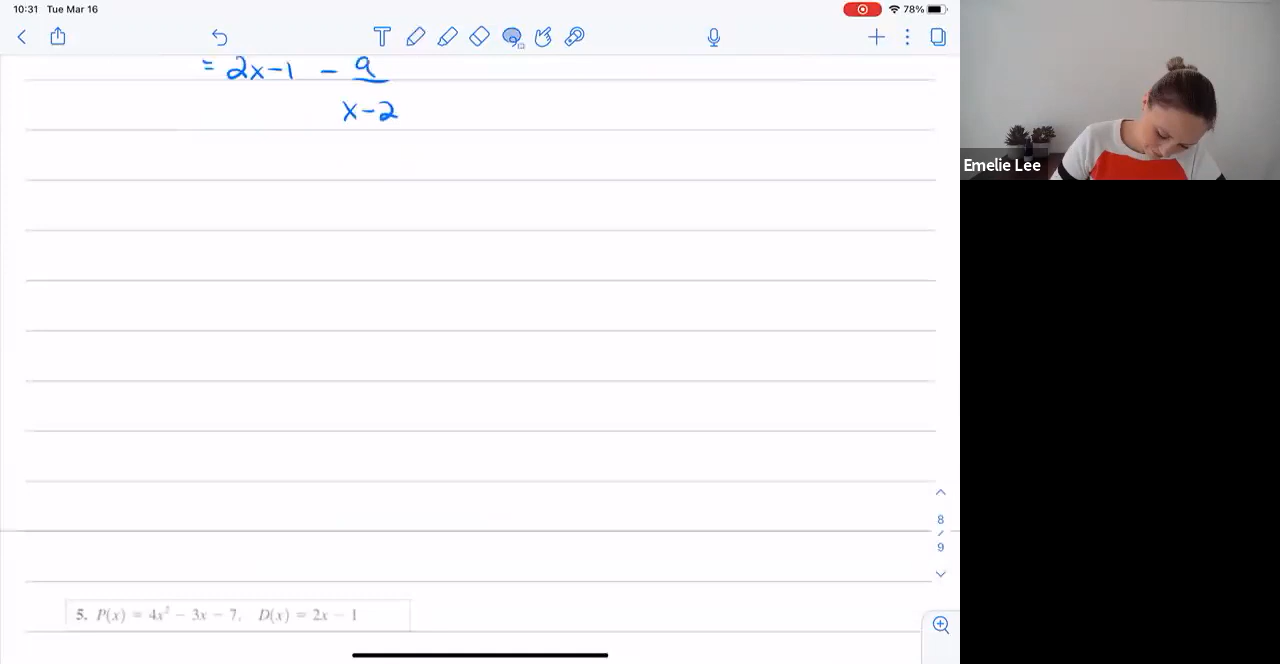 10:31 Tue Mar 16
78%
= 2x-1 - 9
x-2
Emelie Lee
8
9
5. P(x) = 4x² − 3x − 7, D(x) = 2x − 1